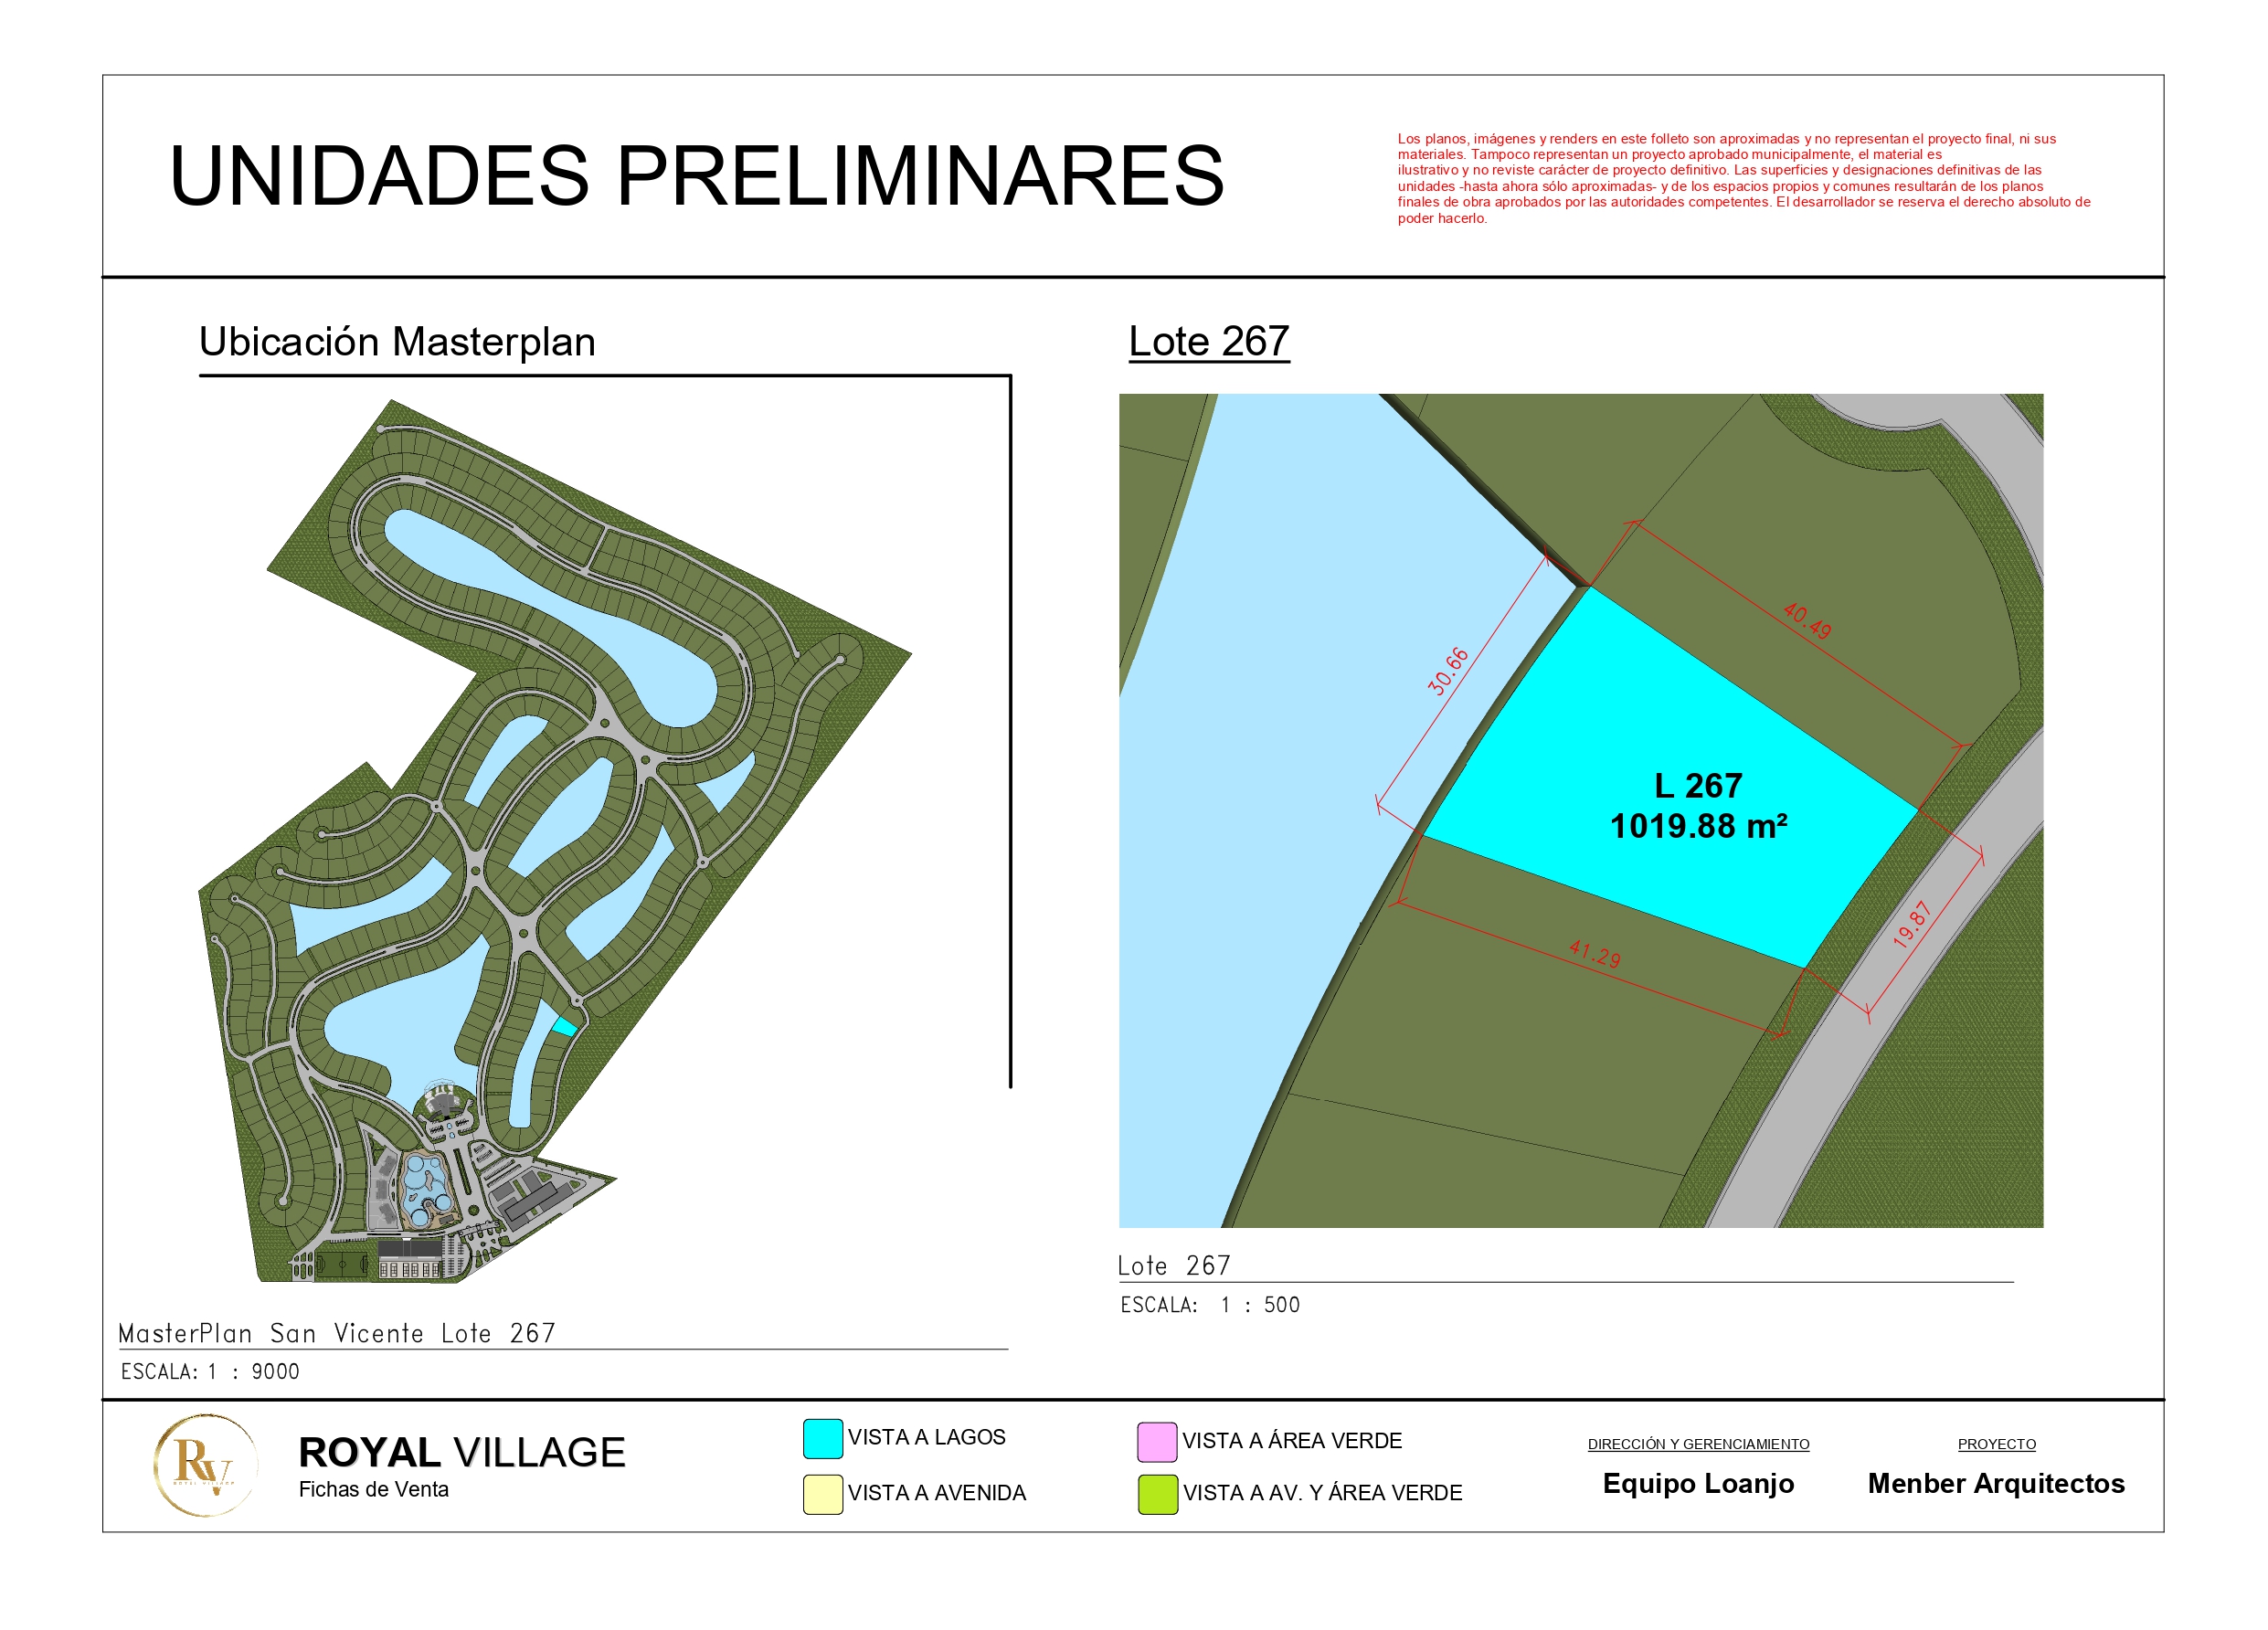 UNIDADES PRELIMINARES
Los planos, imágenes y renders en este folleto son aproximadas y no representan el proyecto final, ni sus
materiales. Tampoco representan un proyecto aprobado municipalmente, el material es
ilustrativo y no reviste carácter de proyecto definitivo. Las superficies y designaciones definitivas de las
unidades -hasta ahora sólo aproximadas- y de los espacios propios y comunes resultarán de los planos
finales de obra aprobados por las autoridades competentes. El desarrollador se reserva el derecho absoluto de
poder hacerlo.
Ubicación Masterplan
Lote 267
40.49
30.66
L 267
1019.88 m²
19.87
41.29
Lote 267
ESCALA: 1 : 500
MasterPlan San Vicente Lote 267
ESCALA: 1 : 9000
RV
ROYAL VILLAGE
ROYAL VILLAGE
Fichas de Venta
VISTA A LAGOS
VISTA A AVENIDA
VISTA A ÁREA VERDE
VISTA A AV. Y ÁREA VERDE
DIRECCIÓN Y GERENCIAMIENTO
Equipo Loanjo
PROYECTO
Menber Arquitectos